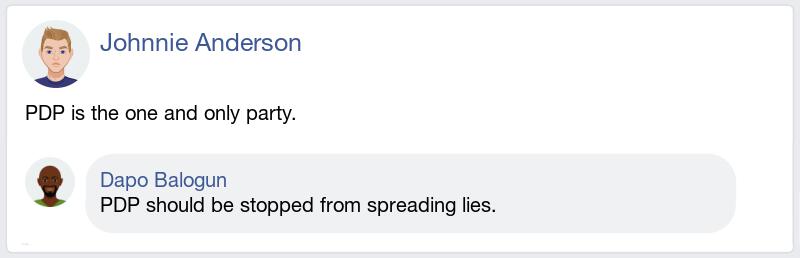 Johnnie Anderson
PDP is the one and only party.
Dapo Balogun
PDP should be stopped from spreading lies.